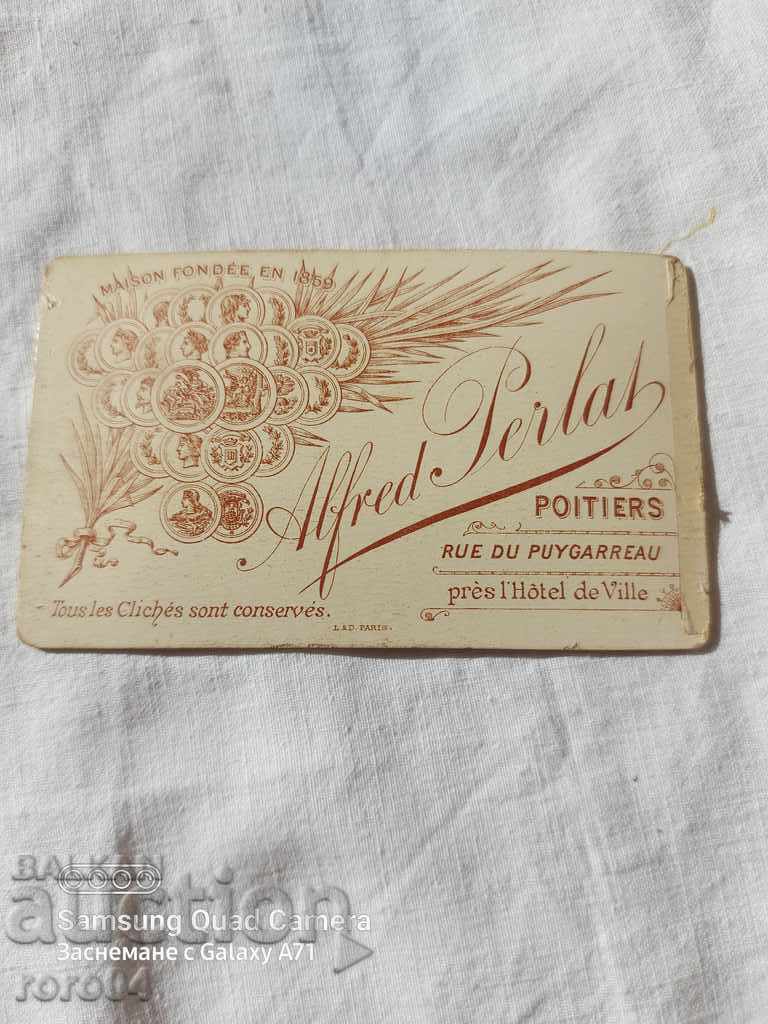 MAISON FONDÉE EN 1859
Alfred Perlat
POITIERS
RUE DU PUYGARREAU
près l'Hôtel de Ville
Tous les Clichés sont conservés.
L & D. PARIS.
BALKAN
auction
Samsung Quad Camera
Заснемане с Galaxy A71
roro04